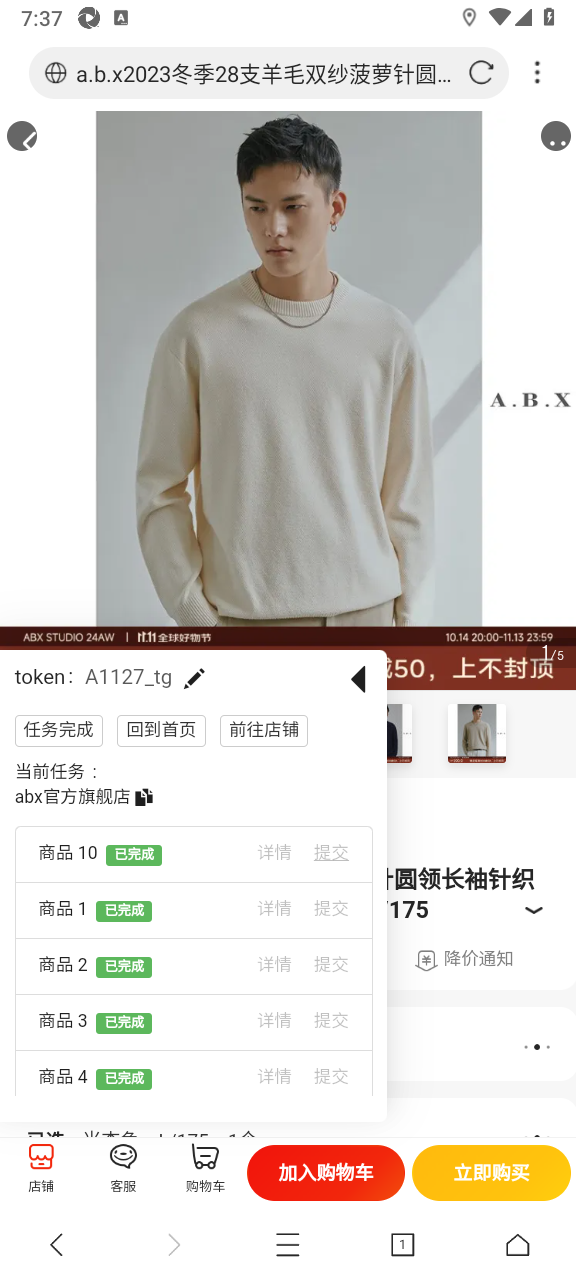 7:37
a.b.x2023冬季28支羊毛双纱菠萝针圆...
A.B.X
ABX STUDIO 24AW | 11.11全球好物节 10.14 20:00-11.13 23:59
50，上不封顶
1/5
token： A1127_tg
任务完成 回到首页 前往店铺
当前任务：
abx官方旗舰店
商品 10 已完成 详情 提交
商品 1 已完成 详情 提交
商品 2 已完成 详情 提交
商品 3 已完成 详情 提交
商品 4 已完成 详情 提交
圆领长袖针织
175
降价通知
店铺 客服 购物车 加入购物车 立即购买
1